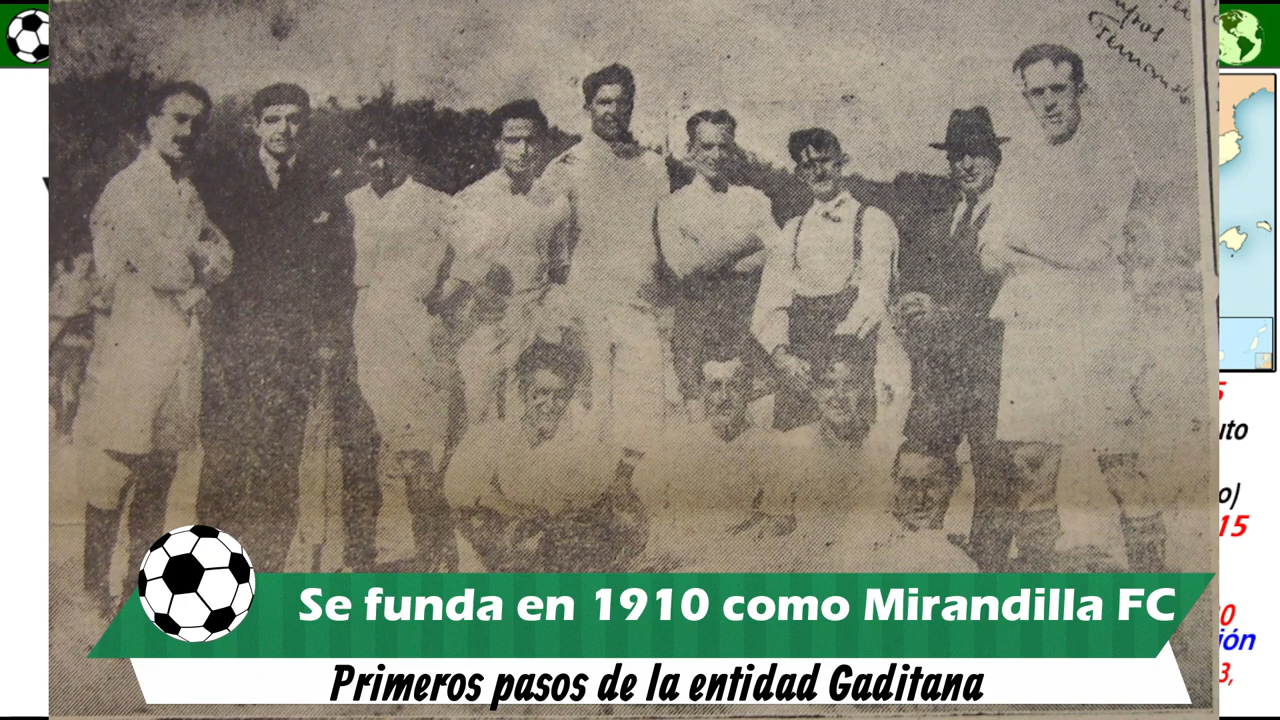 Se funda en 1910 como Mirandilla FC
Primeros pasos de la entidad Gaditana